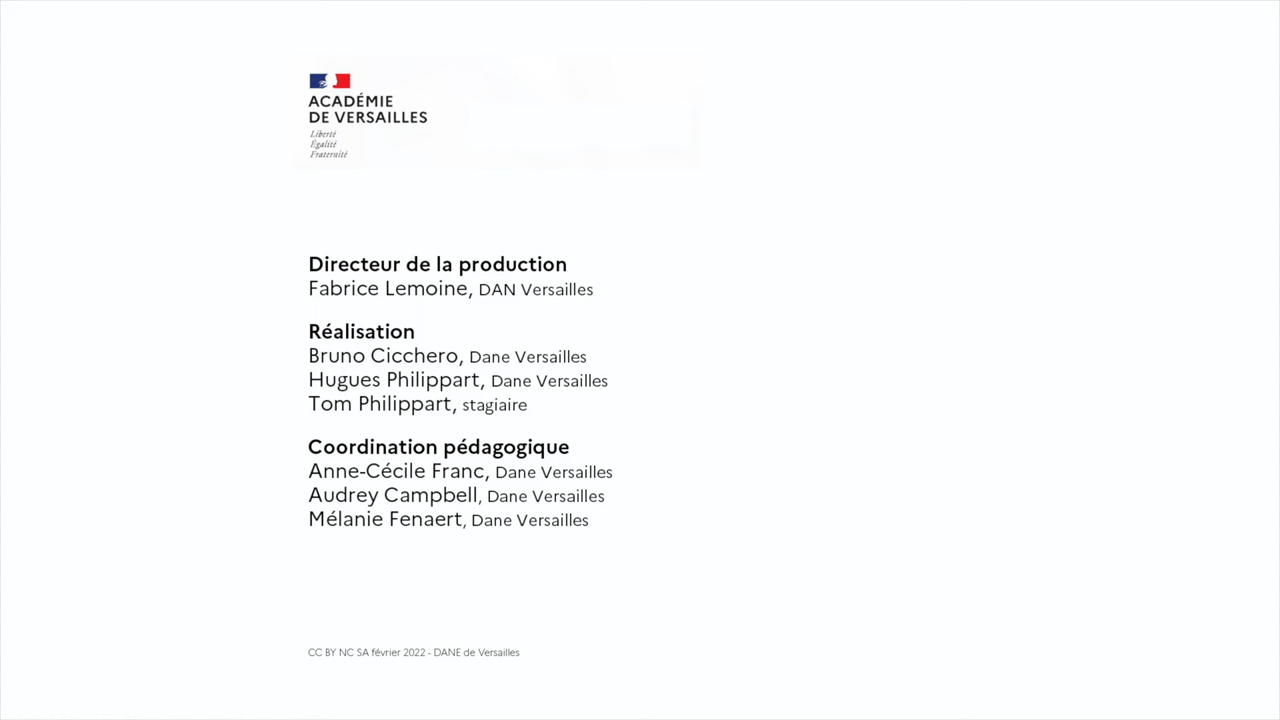 ACADÉMIE
DE VERSAILLES
Liberté
Égalité
Fraternité
Directeur de la production
Fabrice Lemoine, DAN Versailles
Réalisation
Bruno Cicchero, Dane Versailles
Hugues Philippart, Dane Versailles
Tom Philippart, stagiaire
Coordination pédagogique
Anne-Cécile Franc, Dane Versailles
Audrey Campbell, Dane Versailles
Mélanie Fenaert, Dane Versailles
CC BY NC SA février 2022 - DANE de Versailles